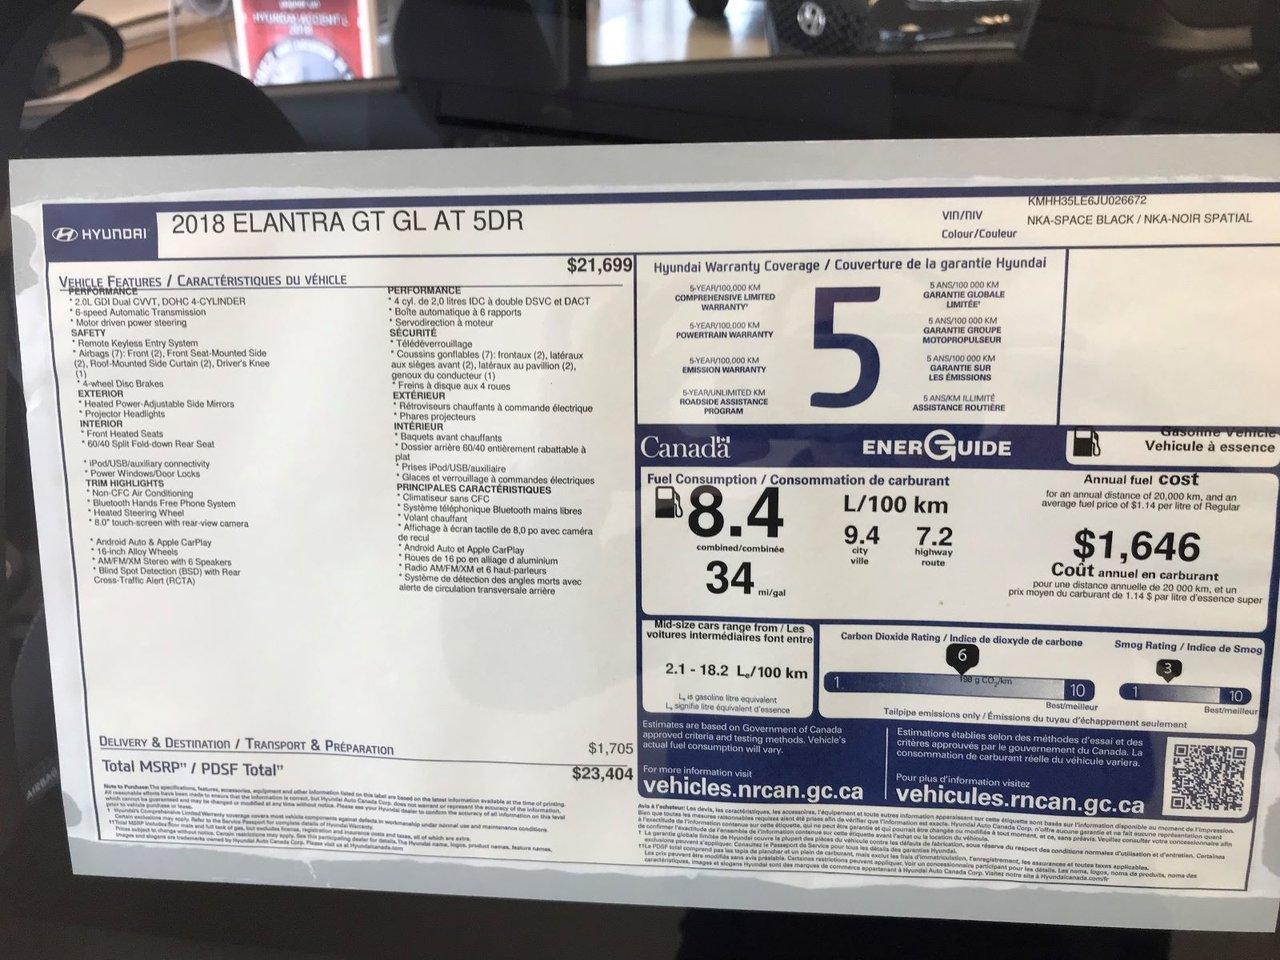 HYUNDAI ACCENT L
HYUNDAI
2018 ELANTRA GT GL AT 5DR
VIN/NIV
KMHH35LE6JU026672
Colour/Couleur
NKA-SPACE BLACK / NKA-NOIR SPATIAL
$21,699
VEHICLE FEATURES / CARACTÉRISTIQUES DU VÉHICULE
PERFORMANCE
* 2.0L GDI Dual CVVT, DOHC 4-CYLINDER
* 6-speed Automatic Transmission
* Motor driven power steering
SAFETY
* Remote Keyless Entry System
* Airbags (7): Front (2), Front Seat-Mounted Side
(2), Roof-Mounted Side Curtain (2), Driver's Knee
(1)
* 4-wheel Disc Brakes
EXTERIOR
* Heated Power-Adjustable Side Mirrors
* Projector Headlights
INTERIOR
* Front Heated Seats
* 60/40 Split Fold-down Rear Seat
* iPod/USB/auxiliary connectivity
* Power Windows/Door Locks
TRIM HIGHLIGHTS
* Non-CFC Air Conditioning
* Bluetooth Hands Free Phone System
* Heated Steering Wheel
* 8.0" touch-screen with rear-view camera
* Android Auto & Apple CarPlay
* 16-inch Alloy Wheels
* AM/FM/XM Stereo with 6 Speakers
* Blind Spot Detection (BSD) with Rear
Cross-Traffic Alert (RCTA)
PERFORMANCE
* 4 cyl. de 2,0 litres IDC à double DSVC et DACT
* Boîte automatique à 6 rapports
* Servodirection à moteur
SÉCURITÉ
* Télédéverrouillage
* Coussins gonflables (7): frontaux (2), latéraux
aux sièges avant (2), latéraux au pavillion (2),
genoux du conducteur (1)
* Freins à disque aux 4 roues
EXTÉRIEUR
* Rétroviseurs chauffants à commande électrique
* Phares projecteurs
INTÉRIEUR
* Baquets avant chauffants
* Dossier arrière 60/40 entièrement rabattable à
plat
* Prises iPod/USB/auxiliaire
* Glaces et verrouillage à commandes électriques
PRINCIPALES CARACTÉRISTIQUES
* Climatiseur sans CFC
* Système téléphonique Bluetooth mains libres
* Volant chauffant
* Affichage à écran tactile de 8,0 po avec caméra
de recul
* Android Auto et Apple CarPlay
* Roues de 16 po en alliage d aluminium
* Radio AM/FM/XM et 6 haut-parleurs
* Système de détection des angles morts avec
alerte de circulation transversale arrière
DELIVERY & DESTINATION / TRANSPORT & PRÉPARATION
$1,705
Total MSRP†† / PDSF Total††
$23,404
Hyundai Warranty Coverage / Couverture de la garantie Hyundai
5-YEAR/100,000 KM
COMPREHENSIVE LIMITED
WARRANTY†
5-YEAR/100,000 KM
POWERTRAIN WARRANTY
5-YEAR/100,000 KM
EMISSION WARRANTY
5-YEAR/UNLIMITED KM
ROADSIDE ASSISTANCE
PROGRAM
5
5 ANS/100 000 KM
GARANTIE GLOBALE
LIMITÉE†
5 ANS/100 000 KM
GARANTIE GROUPE
MOTOPROPULSEUR
5 ANS/100 000 KM
GARANTIE SUR
LES ÉMISSIONS
5 ANS/KM ILLIMITÉ
ASSISTANCE ROUTIÈRE
Canada
ENERGUIDE
Gasoline Vehicle
Vehicule à essence
Fuel Consumption / Consommation de carburant
8.4
combined/combinée
34 mi/gal
L/100 km
9.4
city
ville
7.2
highway
route
Annual fuel cost
for an annual distance of 20,000 km, and an
average fuel price of $1.14 per litre of Regular
$1,646
Coût annuel en carburant
pour une distance annuelle de 20 000 km, et un
prix moyen du carburant de 1.14 $ par litre d'essence super
Mid-size cars range from / Les
voitures intermédiaires font entre
2.1 - 18.2 Le/100 km
Le is gasoline litre equivalent
Le signifie litre équivalent d'essence
Carbon Dioxide Rating / Indice de dioxyde de carbone
6
1
198 g CO2/km
10
Best/meilleur
Smog Rating / Indice de Smog
3
1
10
Best/meilleur
Tailpipe emissions only / Émissions du tuyau d'échappement seulement
Estimates are based on Government of Canada
approved criteria and testing methods. Vehicle's
actual fuel consumption will vary.
For more information visit
vehicles.nrcan.gc.ca
Estimations établies selon des méthodes d'essai et des
critères approuvés par le gouvernement du Canada. La
consommation de carburant réelle du véhicule variera.
Pour plus d'information visitez
vehicules.rncan.gc.ca